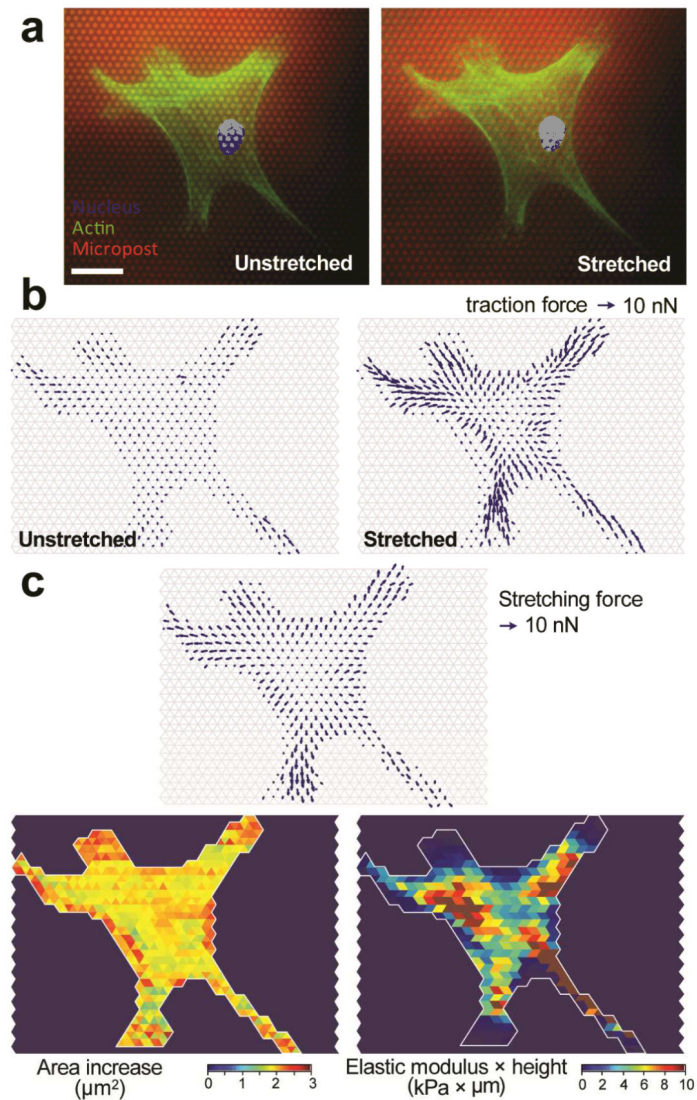 a
Nucleus
Actin
Micropost
Unstretched
Stretched
b
traction force → 10 nN
Unstretched
Stretched
c
Stretching force
→ 10 nN
Area increase
(µm²)
0 1 2 3
Elastic modulus × height
(kPa × µm)
0 2 4 6 8 10